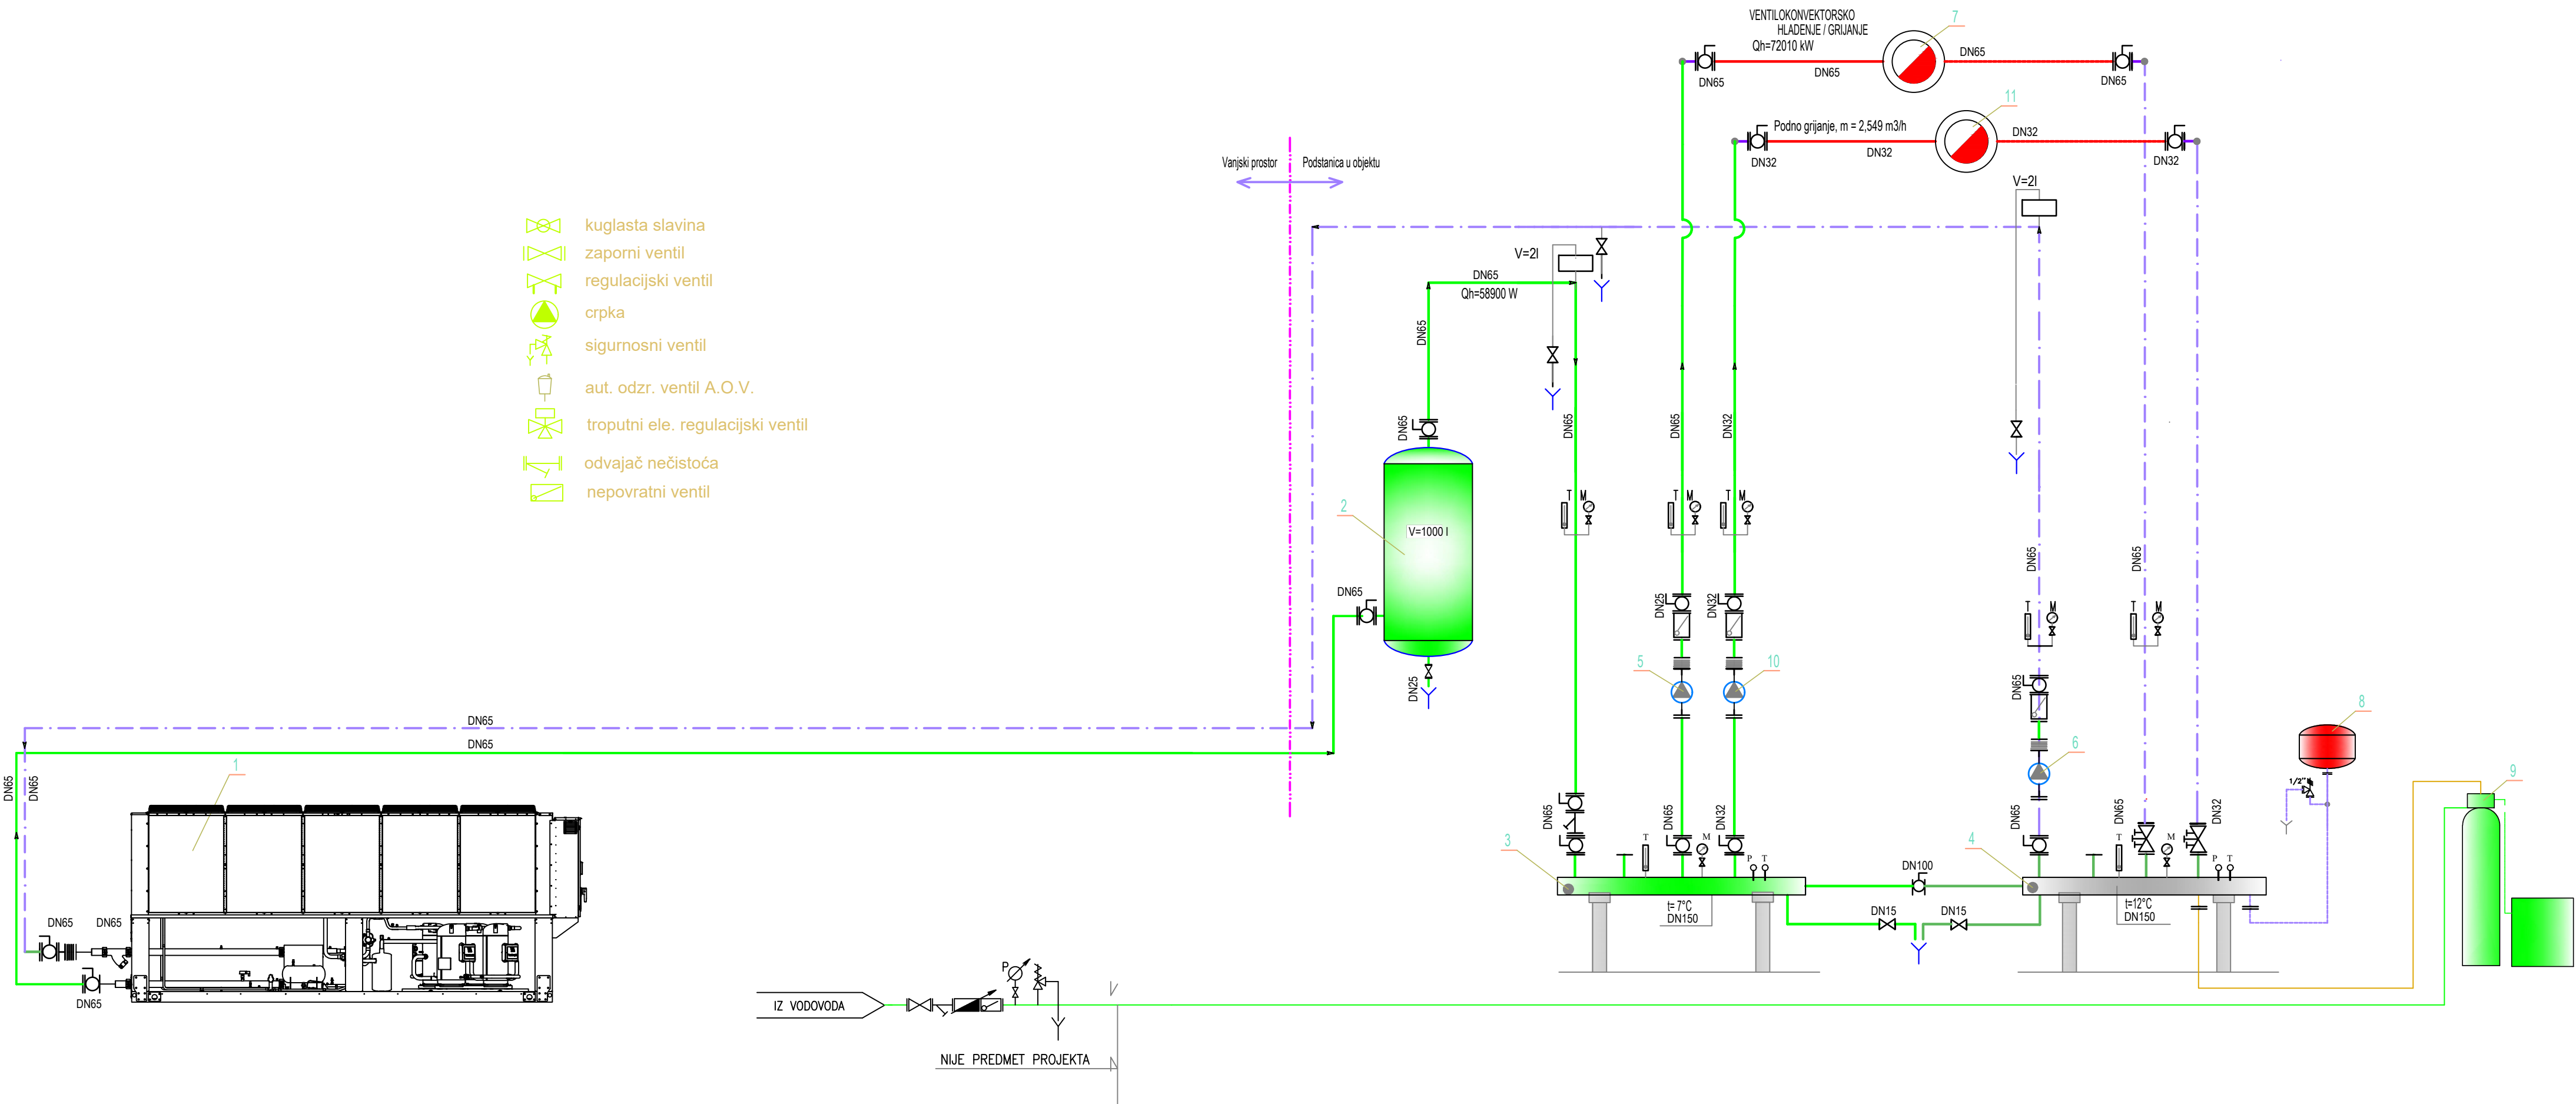 VENTILOKONVEKTORSKO
HLAĐENJE / GRIJANJE
Qh=72010 kW
7
DN65
DN65
DN65
DN65
11
Podno grijanje, m = 2,549 m3/h
DN32
DN32
DN32
DN32
Vanjski prostor
Podstanica u objektu
V=2l
V=2l
DN65
Qh=58900 W
kuglasta slavina
zaporni ventil
regulacijski ventil
crpka
sigurnosni ventil
aut. odzr. ventil A.O.V.
troputni ele. regulacijski ventil
odvajač nečistoća
nepovratni ventil
DN65
DN65
DN65
DN65
DN32
2
V=1000 l
T M
T M
T M
DN65
DN65
DN65
DN25
DN32
T M
T M
5
10
DN25
DN65
6
8
1/2"
DN65
DN65
1
DN65
DN65
9
DN65
DN65
DN32
DN65
DN65
DN32
3
T
M
P T
4
T
M
P T
DN100
t= 7°C
DN150
DN15
DN15
t=12°C
DN150
DN65
DN65
DN65
P
IZ VODOVODA
NIJE PREDMET PROJEKTA